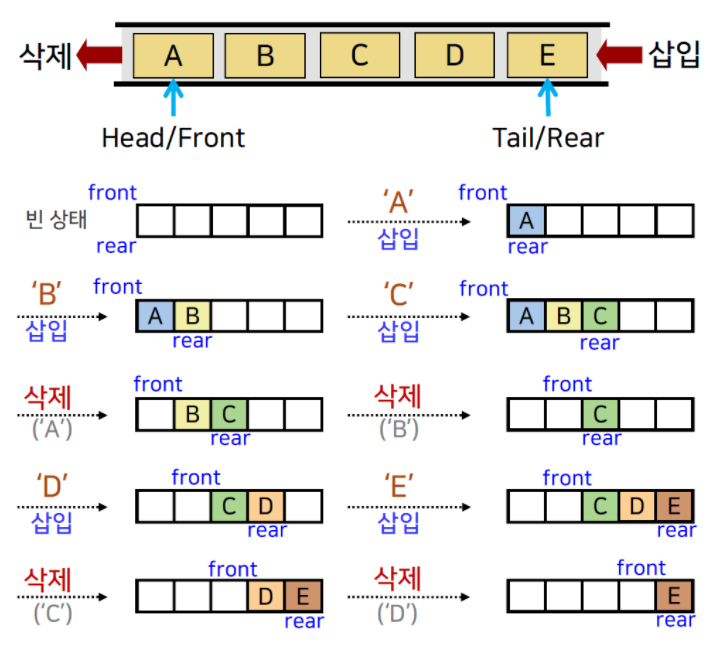 삭제 A B C D E 삽입
Head/Front Tail/Rear
빈 상태 front rear
‘A’ 삽입 front A rear
‘B’ 삽입 front A B rear
‘C’ 삽입 front A B C rear
삭제 (‘A’) front B C rear
삭제 (‘B’) front C rear
‘D’ 삽입 front C D rear
‘E’ 삽입 front C D E rear
삭제 (‘C’) front D E rear
삭제 (‘D’) front E rear